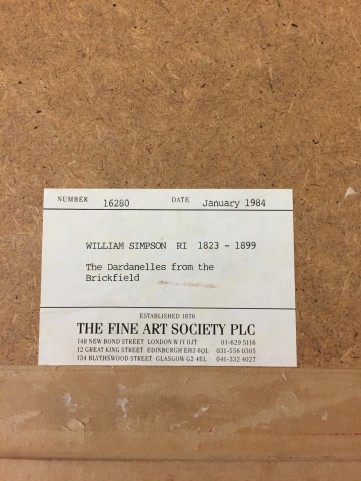 NUMBER 16280 DATE January 1984
WILLIAM SIMPSON RI 1823 - 1899
The Dardanelles from the
Brickfield
ESTABLISHED 1876
THE FINE ART SOCIETY PLC
148 NEW BOND STREET LONDON W1Y 0JT 01-629 5116
12 GREAT KING STREET EDINBURGH EH3 6QL 031-556 0305
134 BLYTHSWOOD STREET GLASGOW G2 4EL 041-332 4027